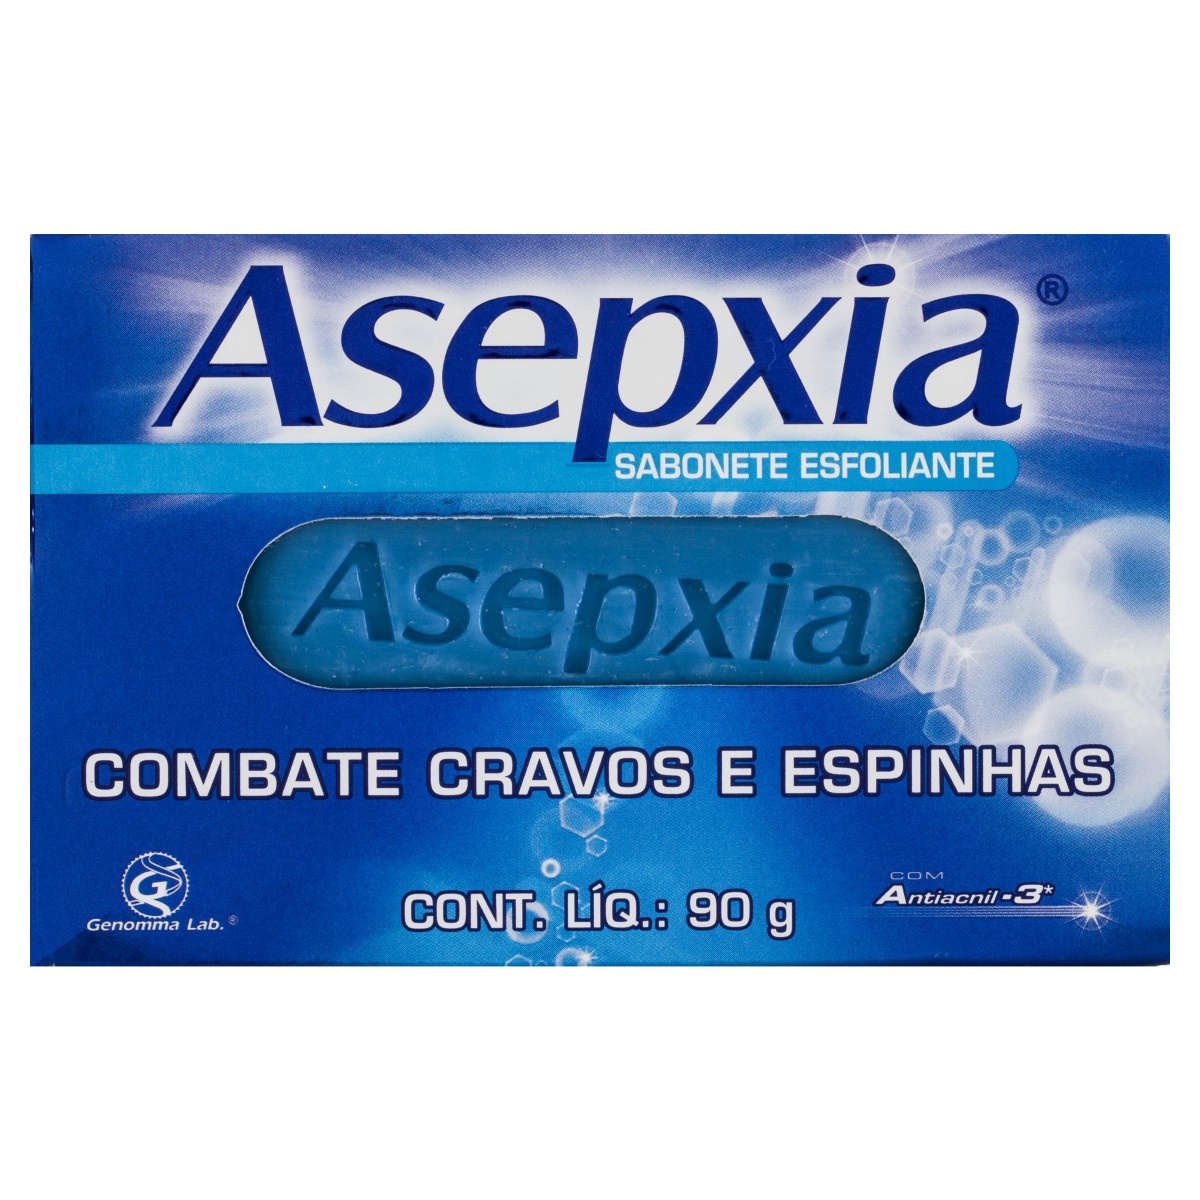 Asepxia®
SABONETE ESFOLIANTE
Asepxia
COMBATE CRAVOS E ESPINHAS
G
Genomma Lab.®
CONT. LÍQ.: 90 g
COM
Antiacnil-3*